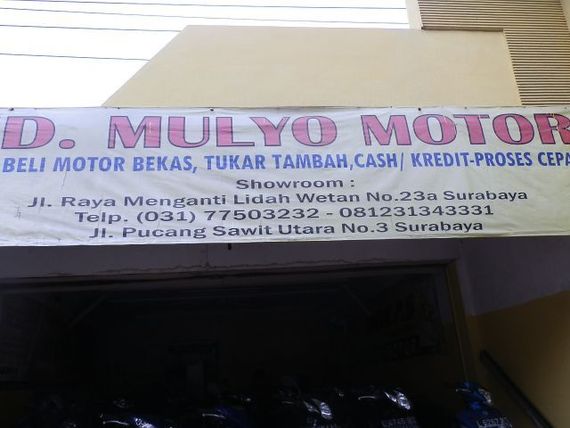 D. MULYO MOTOR
BELI MOTOR BEKAS, TUKAR TAMBAH,CASH/ KREDIT-PROSES CEPA
Showroom :
Jl. Raya Menganti Lidah Wetan No.23a Surabaya
Telp. (031) 77503232 - 081231343331
Jl. Pucang Sawit Utara No.3 Surabaya